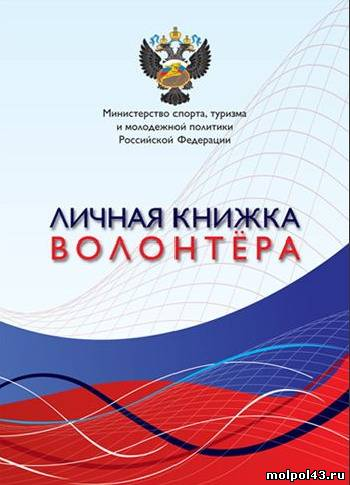 Министерство спорта, туризма
и молодежной политики
Российской Федерации
ЛИЧНАЯ КНИЖКА
ВОЛОНТЁРА
molpol43.ru